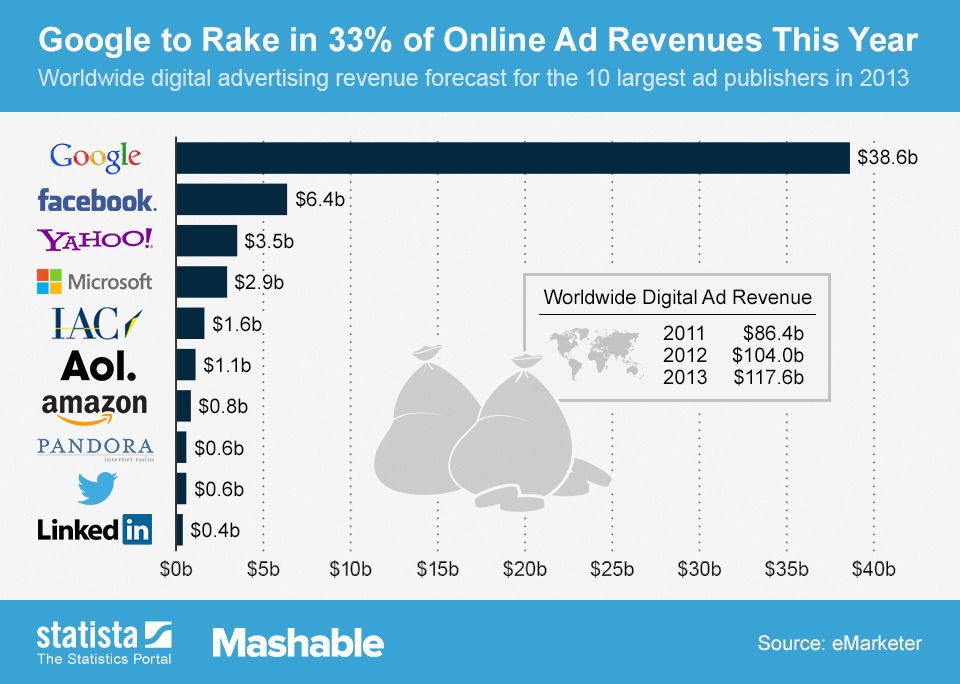 Google to Rake in 33% of Online Ad Revenues This Year
Worldwide digital advertising revenue forecast for the 10 largest ad publishers in 2013
Google $38.6b
facebook. $6.4b
YAHOO! $3.5b
Microsoft $2.9b
IAC $1.6b
Aol. $1.1b
amazon $0.8b
PANDORA $0.6b
internet radio
$0.6b
Linked in $0.4b
Worldwide Digital Ad Revenue
2011 $86.4b
2012 $104.0b
2013 $117.6b
$0b $5b $10b $15b $20b $25b $30b $35b $40b
statista
The Statistics Portal
Mashable
Source: eMarketer